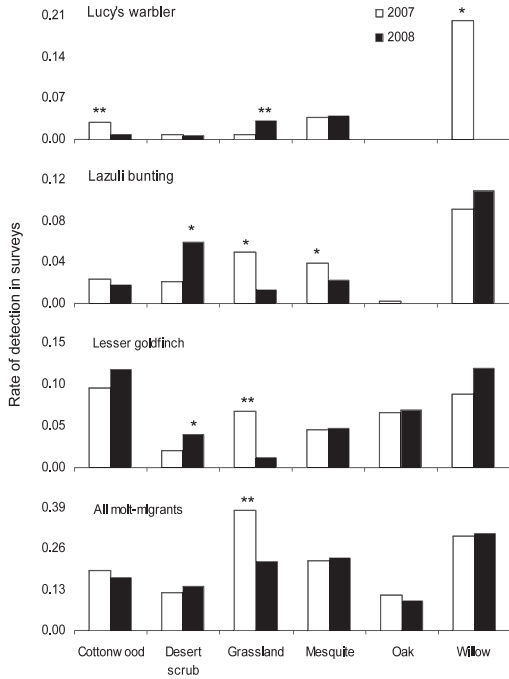 Rate of detection in surveys
Lucy's warbler
2007
2008
0.21
0.14
0.07
0.00
**
**
*
Lazuli bunting
0.12
0.08
0.04
0.00
*
*
*
Lesser goldfinch
0.15
0.10
0.05
0.00
*
**
All molt-migrants
0.39
0.26
0.13
0.00
**
Cottonwood
Desert
scrub
Grassland
Mesquite
Oak
Willow